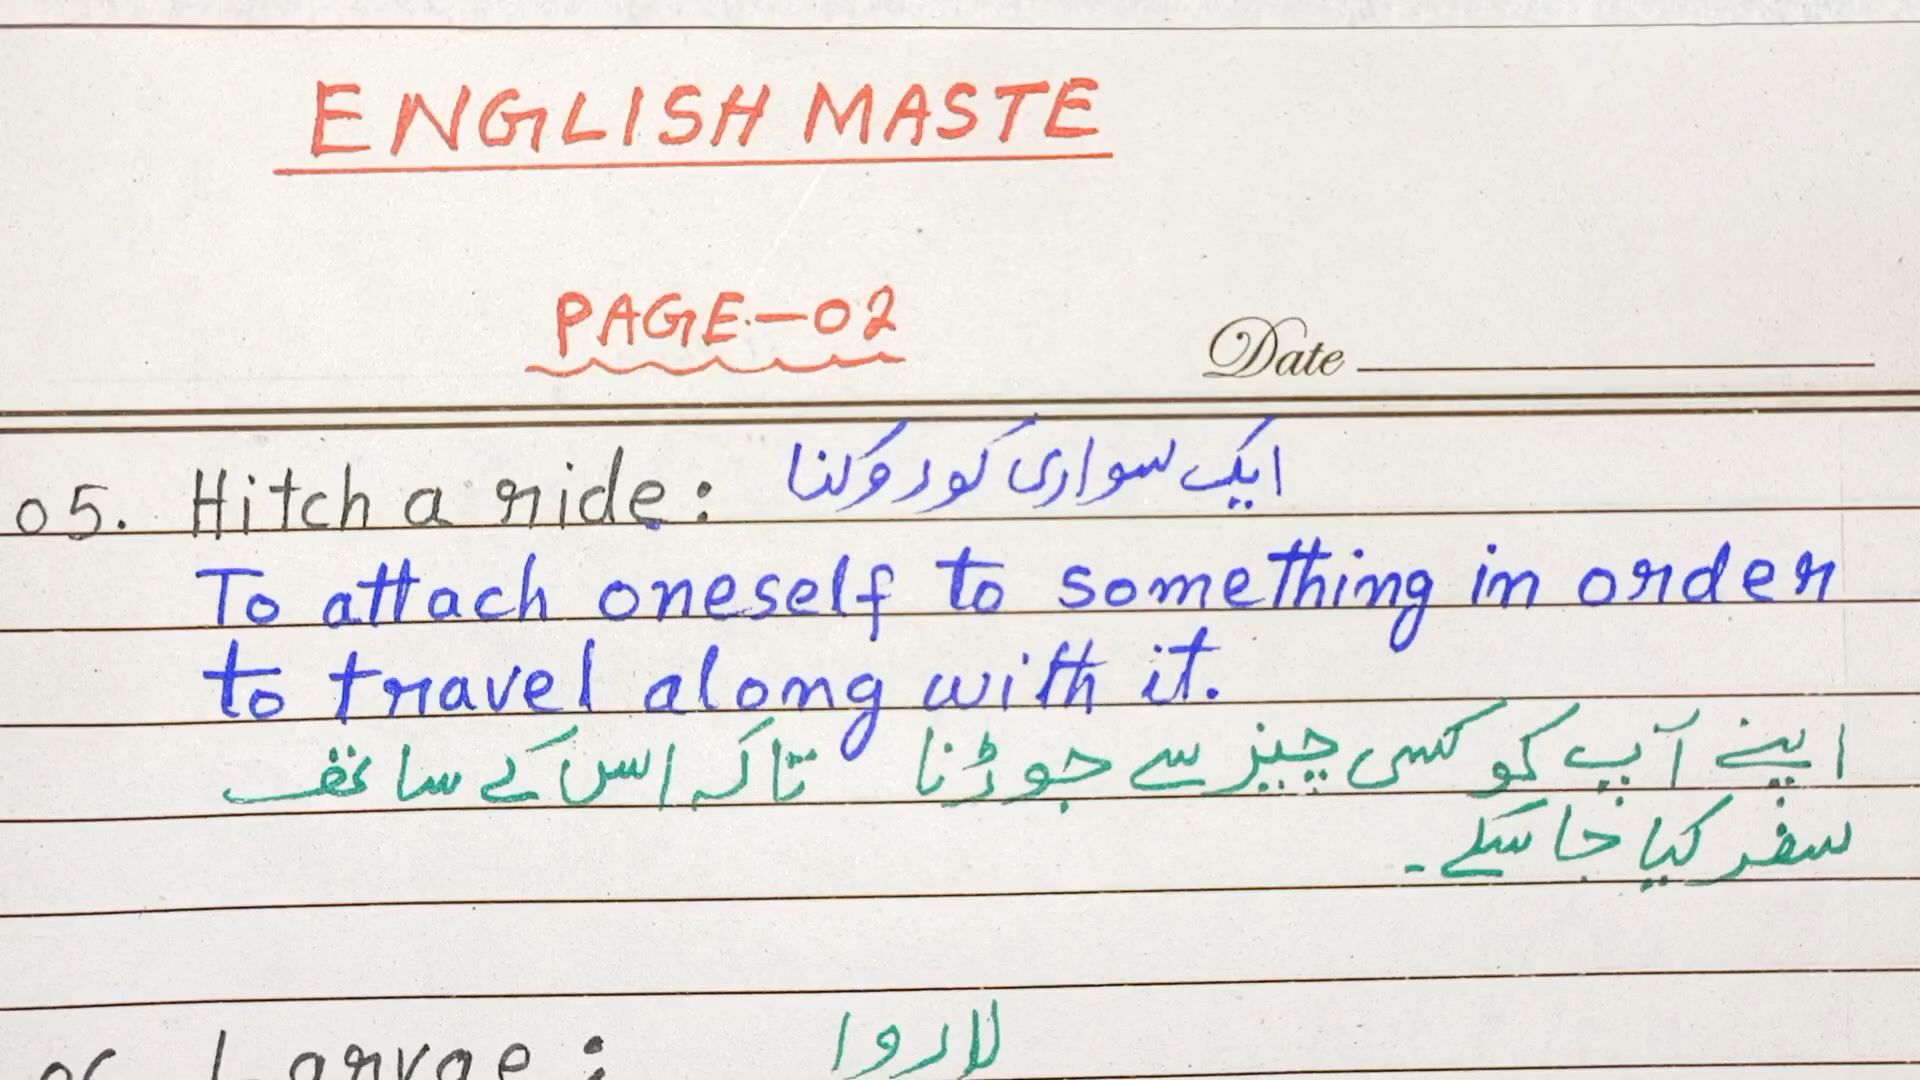 ENGLISH MASTE
PAGE-02
Date
05. Hitch a ride: ایک سواری کو روکنا
To attach oneself to something in order
to travel along with it.
اپنے آپ کو کسی چیز سے جوڑنا تاکہ اس کے ساتھ
سفر کیا جا سکے۔
06 Larvae: لاروا